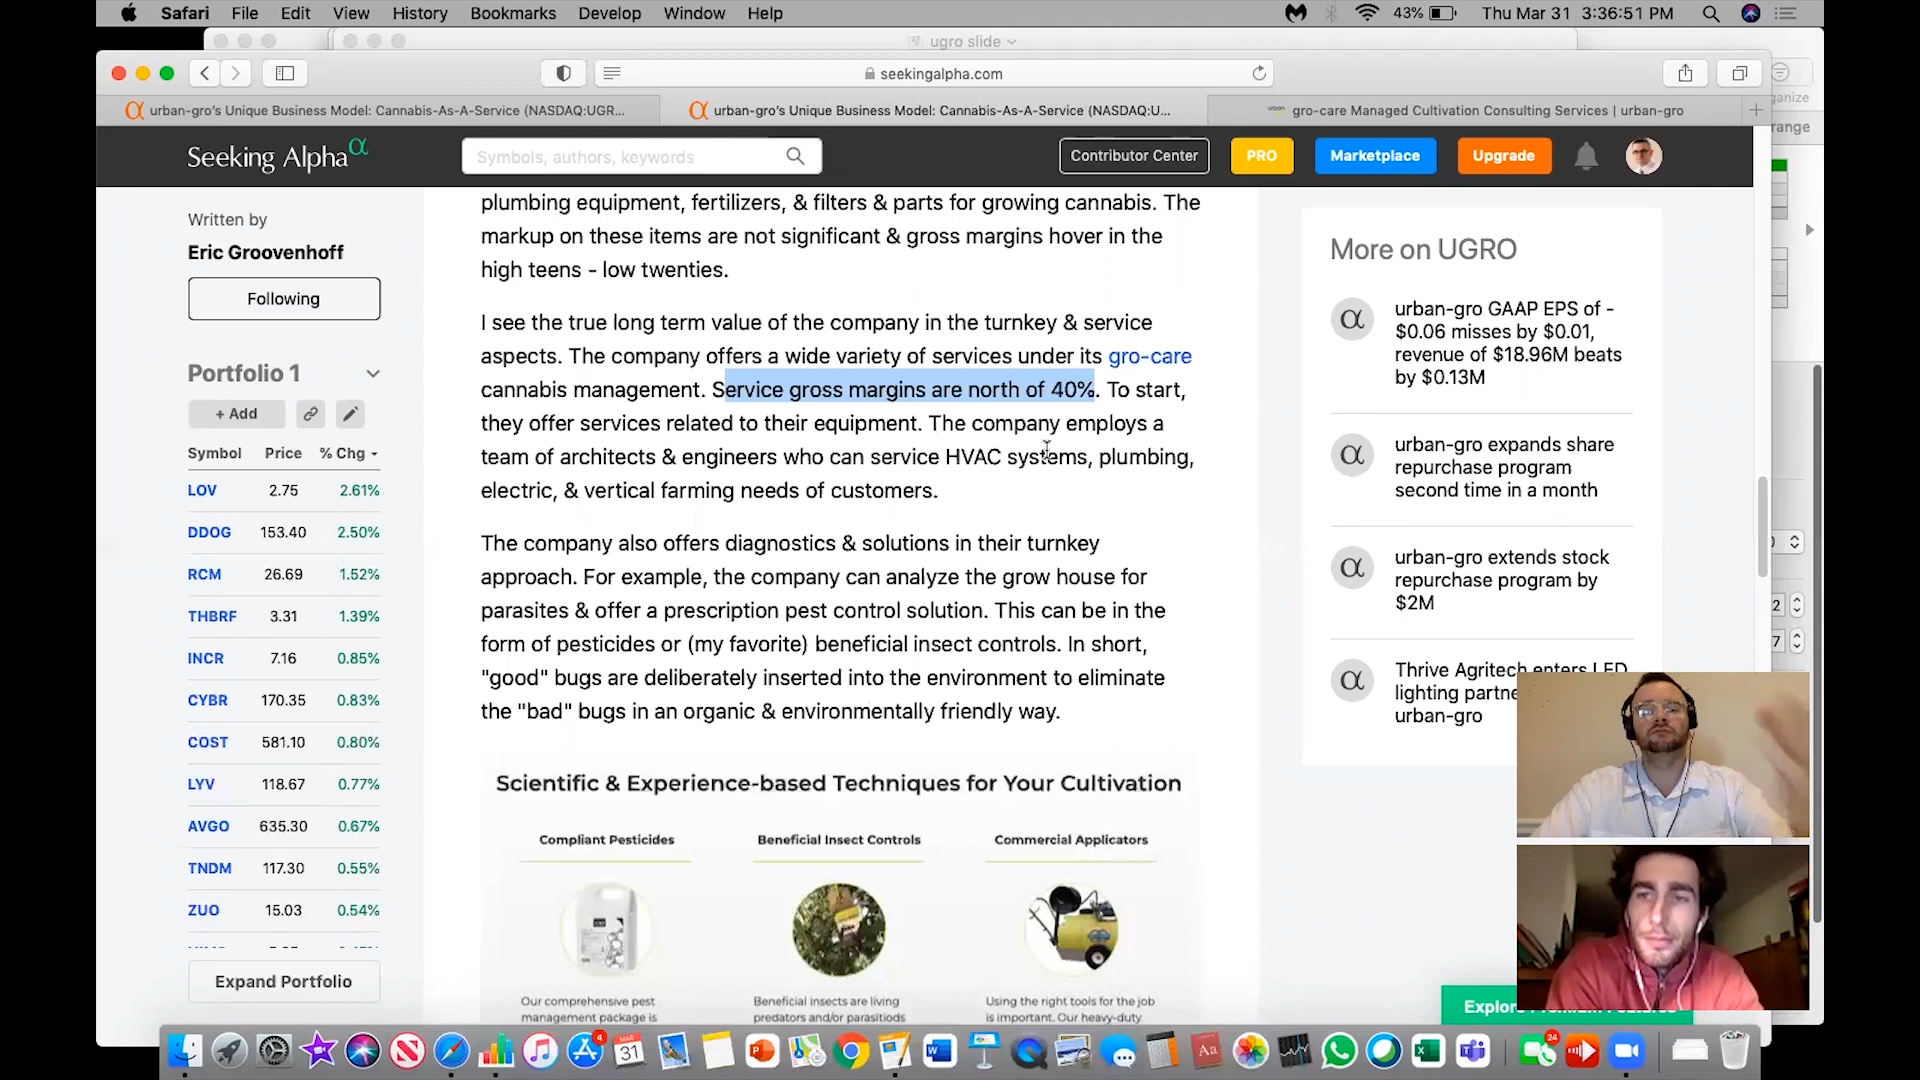 Safari File Edit View History Bookmarks Develop Window Help
43% Thu Mar 31 3:36:51 PM
ugro slide
seekingalpha.com
urban-gro's Unique Business Model: Cannabis-As-A-Service (NASDAQ:UGR...
urban-gro's Unique Business Model: Cannabis-As-A-Service (NASDAQ:U...
gro-care Managed Cultivation Consulting Services | urban-gro
Seeking Alpha α
Symbols, authors, keywords
Contributor Center
PRO
Marketplace
Upgrade
Written by
Eric Groovenhoff
Following
Portfolio 1
+ Add
Symbol Price % Chg
LOV 2.75 2.61%
DDOG 153.40 2.50%
RCM 26.69 1.52%
THBRF 3.31 1.39%
INCR 7.16 0.85%
CYBR 170.35 0.83%
COST 581.10 0.80%
LYV 118.67 0.77%
AVGO 635.30 0.67%
TNDM 117.30 0.55%
ZUO 15.03 0.54%
Expand Portfolio
plumbing equipment, fertilizers, & filters & parts for growing cannabis. The
markup on these items are not significant & gross margins hover in the
high teens - low twenties.
I see the true long term value of the company in the turnkey & service
aspects. The company offers a wide variety of services under its gro-care
cannabis management. Service gross margins are north of 40%. To start,
they offer services related to their equipment. The company employs a
team of architects & engineers who can service HVAC systems, plumbing,
electric, & vertical farming needs of customers.
The company also offers diagnostics & solutions in their turnkey
approach. For example, the company can analyze the grow house for
parasites & offer a prescription pest control solution. This can be in the
form of pesticides or (my favorite) beneficial insect controls. In short,
"good" bugs are deliberately inserted into the environment to eliminate
the "bad" bugs in an organic & environmentally friendly way.
Scientific & Experience-based Techniques for Your Cultivation
Compliant Pesticides
Beneficial Insect Controls
Commercial Applicators
Our comprehensive pest
management package is
Beneficial insects are living
predators and/or parasitiods
Using the right tools for the job
is important. Our heavy-duty
More on UGRO
urban-gro GAAP EPS of -
$0.06 misses by $0.01,
revenue of $18.96M beats
by $0.13M
urban-gro expands share
repurchase program
second time in a month
urban-gro extends stock
repurchase program by
$2M
Thrive Agritech enters LED
lighting
urban-gro
MAR
31
4
24
Aa